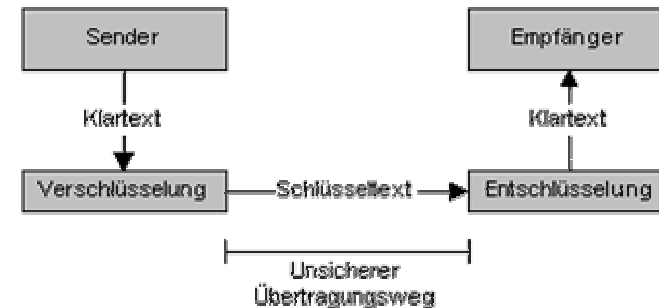 Sender
Empfänger
Klartext
Klartext
Verschlüsselung
Schlüsseltext
Entschlüsselung
Unsicherer
Übertragungsweg